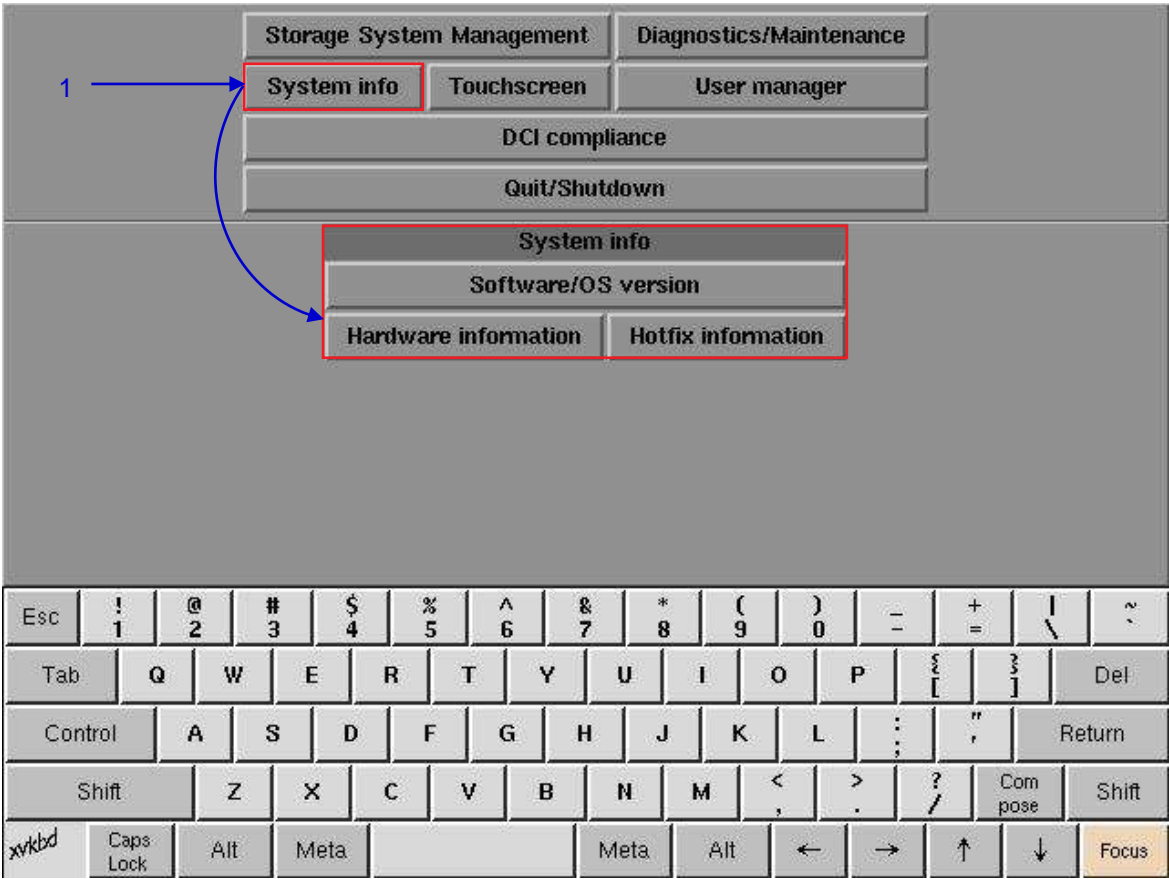 Storage System Management Diagnostics/Maintenance
1 System info Touchscreen User manager
DCI compliance
Quit/Shutdown
System info
Software/OS version
Hardware information Hotfix information
Esc ! 1 @ 2 # 3 $ 4 % 5 ^ 6 & 7 * 8 ( 9 ) 0 _ - + = | \ ~ `
Tab Q W E R T Y U I O P { [ } ] Del
Control A S D F G H J K L : ; " ' Return
Shift Z X C V B N M < , > . ? / Com pose Shift
xvkbd Caps Lock Alt Meta Meta Alt ← → ↑ ↓ Focus